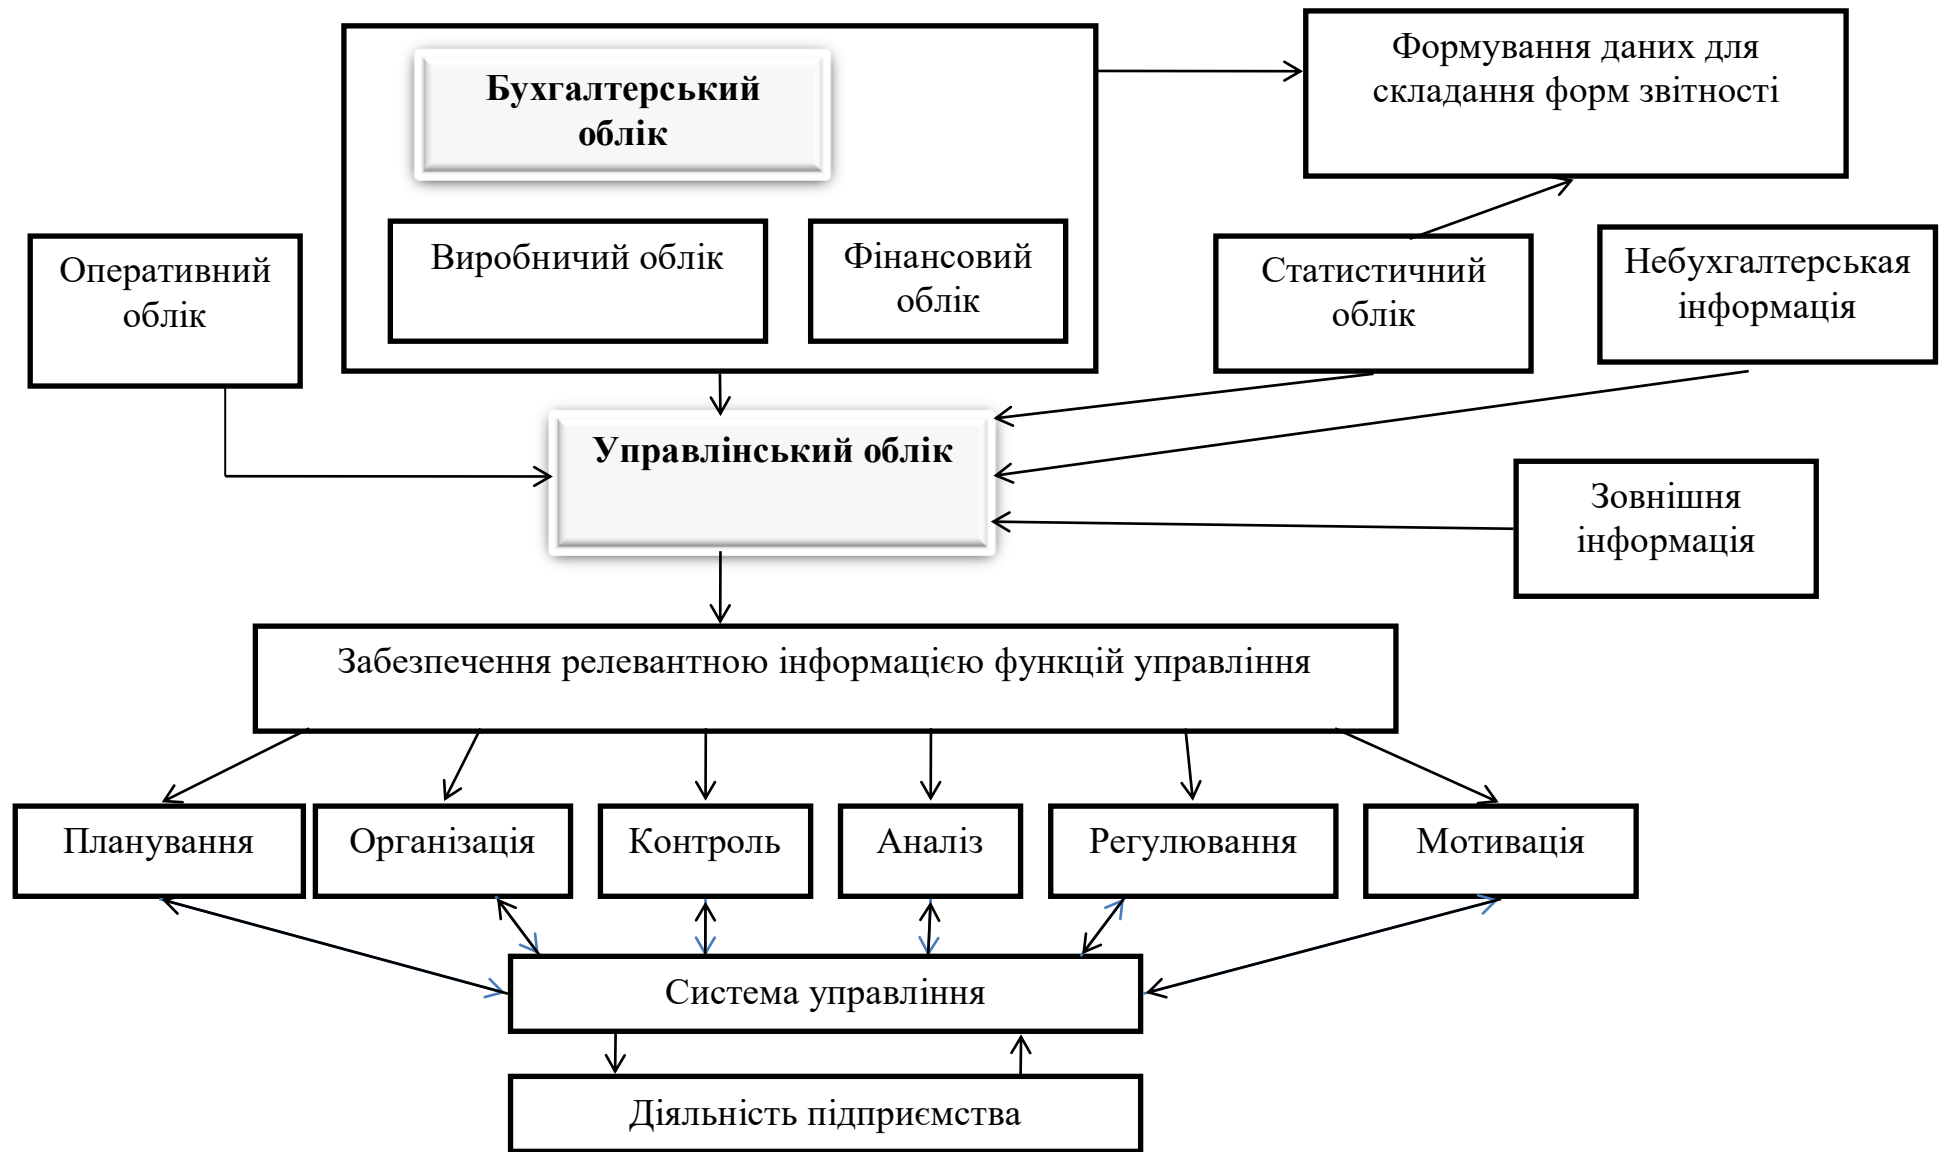 Бухгалтерський
облік
Формування даних для
складання форм звітності
Оперативний
облік
Виробничий облік
Фінансовий
облік
Статистичний
облік
Небухгалтерськая
інформація
Управлінський облік
Зовнішня
інформація
Забезпечення релевантною інформацією функцій управління
Планування
Організація
Контроль
Аналіз
Регулювання
Мотивація
Система управління
Діяльність підприємства